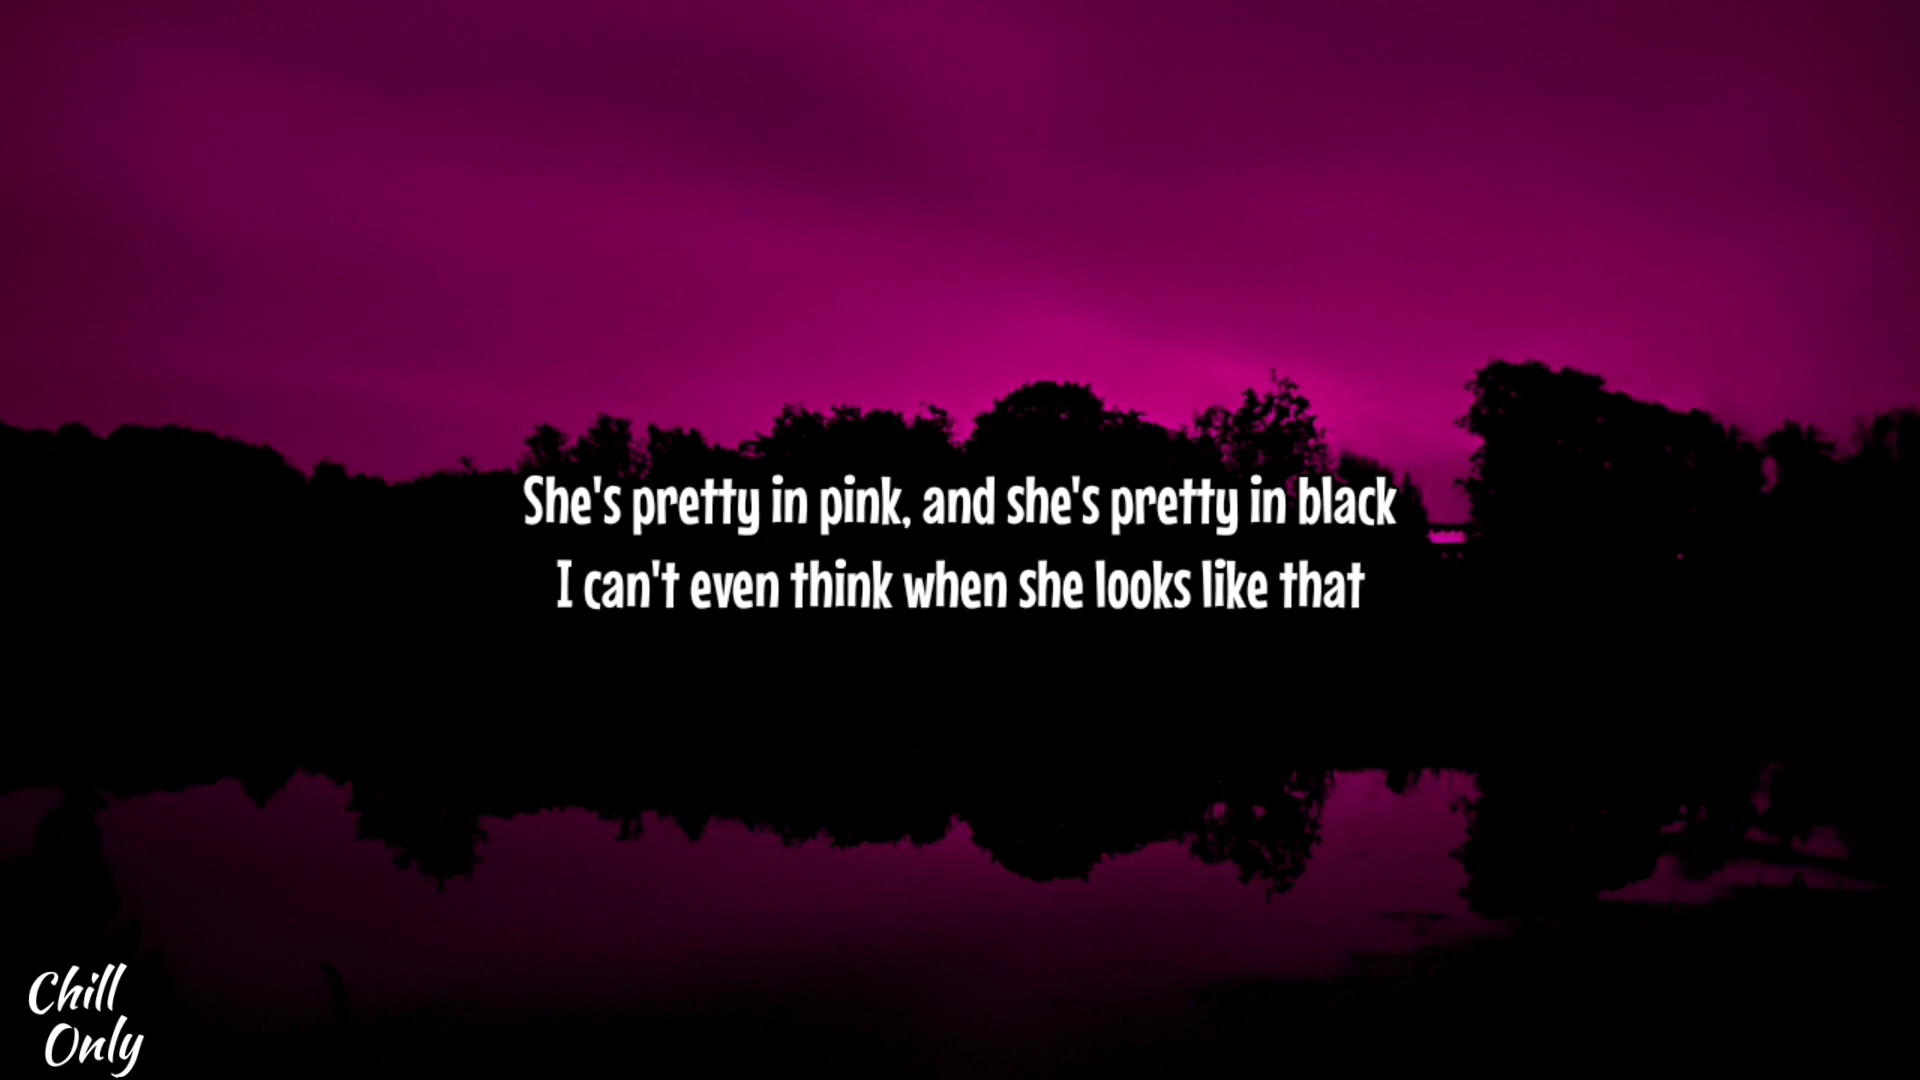 She's pretty in pink, and she's pretty in black
I can't even think when she looks like that
Chill
Only